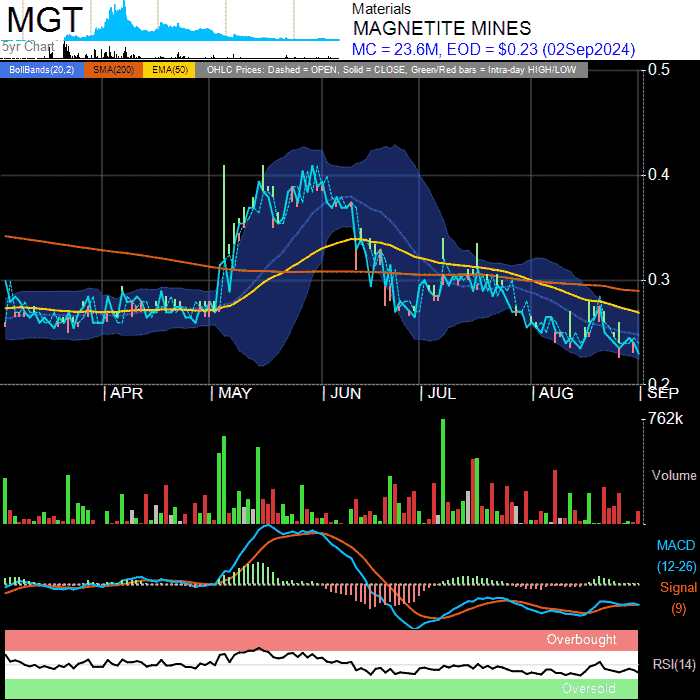 MGT
5yr Chart
Materials
MAGNETITE MINES
MC = 23.6M, EOD = $0.23 (02Sep2024)
BollBands(20,2) SMA(200) EMA(50) OHLC Prices: Dashed = OPEN, Solid = CLOSE, Green/Red bars = Intra-day HIGH/LOW
0.5
0.4
0.3
0.2
APR MAY JUN JUL AUG SEP
762k
Volume
MACD
(12-26)
Signal
(9)
Overbought
RSI(14)
Oversold